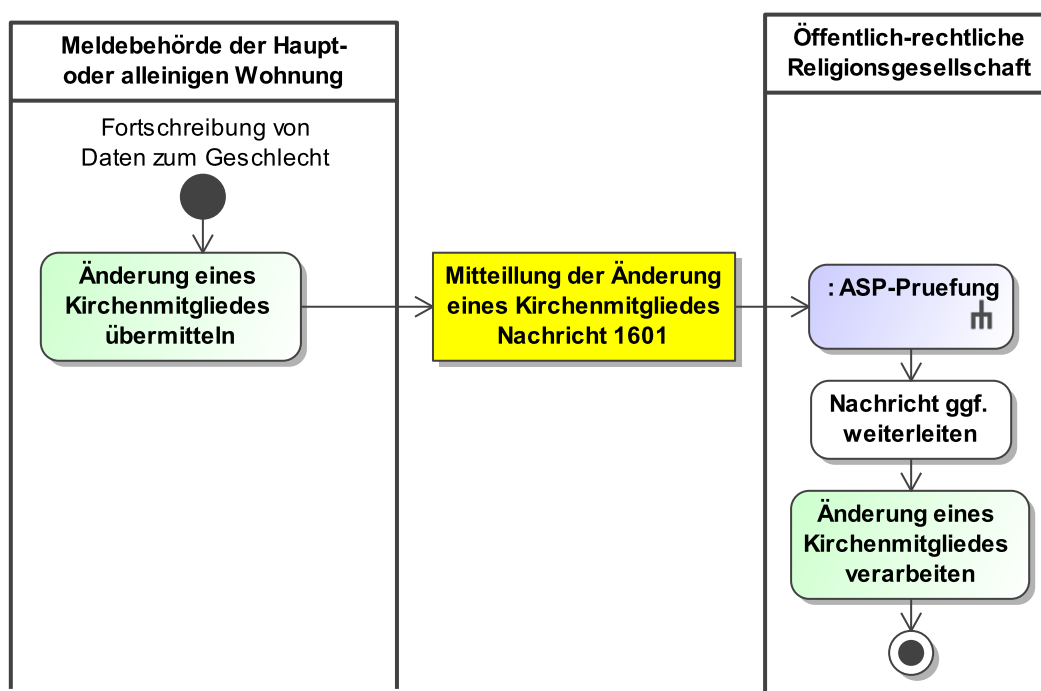 Meldebehörde der Haupt-
oder alleinigen Wohnung
Fortschreibung von
Daten zum Geschlecht
Änderung eines
Kirchenmitgliedes
übermitteln
Mitteillung der Änderung
eines Kirchenmitgliedes
Nachricht 1601
Öffentlich-rechtliche
Religionsgesellschaft
: ASP-Pruefung
Nachricht ggf.
weiterleiten
Änderung eines
Kirchenmitgliedes
verarbeiten